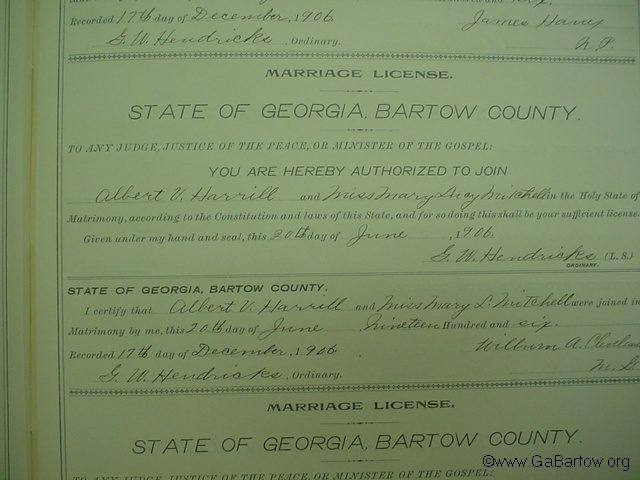 Hundred and six.
Recorded 17th day of December, 1906 James Haws
G. W. Hendricks, Ordinary. N. P.
MARRIAGE LICENSE.
STATE OF GEORGIA, BARTOW COUNTY.
TO ANY JUDGE, JUSTICE OF THE PEACE, OR MINISTER OF THE GOSPEL:
YOU ARE HEREBY AUTHORIZED TO JOIN
Albert V. Harrill and Miss Mary Lucy Mitchell in the Holy State of
Matrimony, according to the Constitution and laws of this State, and for so doing this shall be your sufficient license.
Given under my hand and seal, this 20th day of June, 1906.
G. W. Hendricks (L. S.)
ORDINARY.
STATE OF GEORGIA, BARTOW COUNTY.
I certify that Albert V. Harrill and Miss Mary L. Mitchell were joined in
Matrimony by me, this 20th day of June, Nineteen Hundred and six.
Recorded 17th day of December, 1906. Wilburn A.
G. W. Hendricks, Ordinary. M. G.
MARRIAGE LICENSE.
STATE OF GEORGIA, BARTOW COUNTY.
TO ANY JUDGE, JUSTICE OF THE PEACE, OR MINISTER OF THE GOSPEL:
©www.GaBartow.org